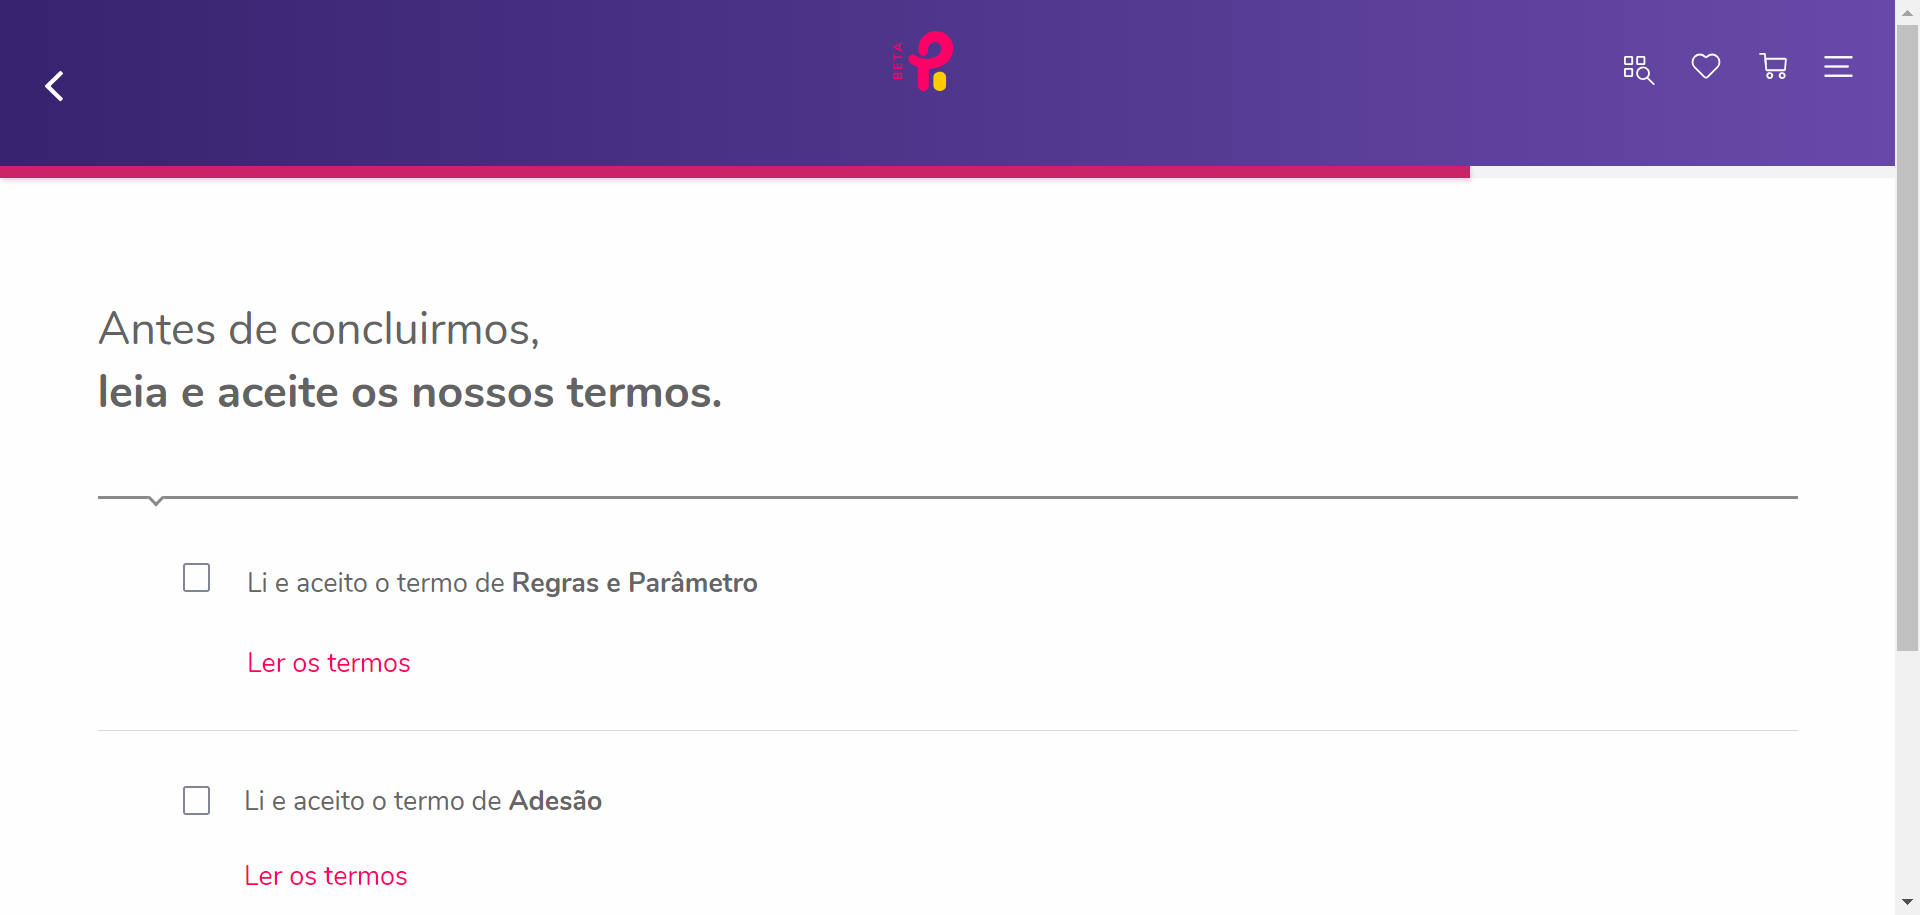 BETA
Antes de concluirmos,
leia e aceite os nossos termos.
Li e aceito o termo de Regras e Parâmetro
Ler os termos
Li e aceito o termo de Adesão
Ler os termos